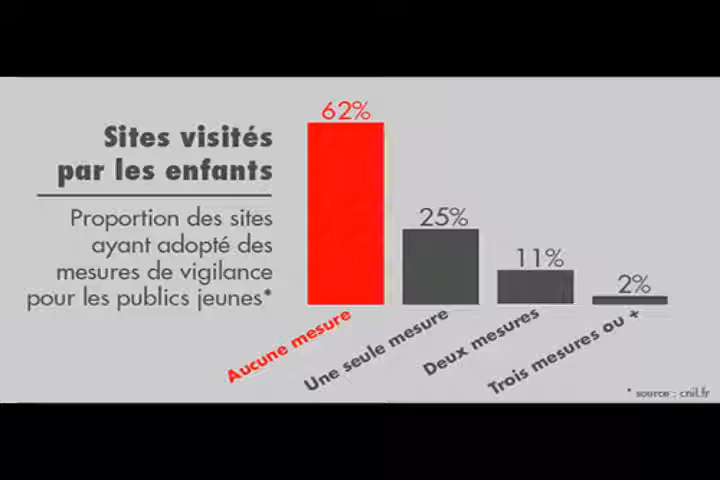 Sites visités
par les enfants
Proportion des sites
ayant adopté des
mesures de vigilance
pour les publics jeunes*
62%
25%
11%
2%
Aucune mesure
Une seule mesure
Deux mesures
Trois mesures ou +
* source : cnil.fr